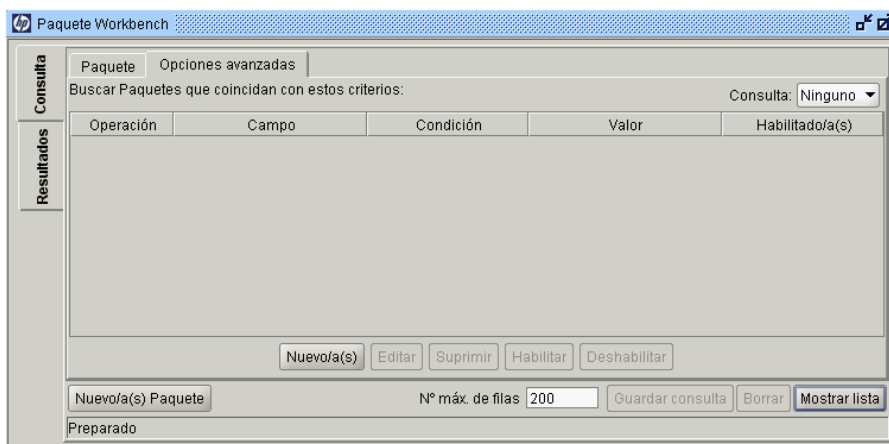 hp Paquete Workbench
Consulta
Resultados
Paquete Opciones avanzadas
Buscar Paquetes que coincidan con estos criterios:
Consulta: Ninguno
Operación Campo Condición Valor Habilitado/a(s)
Nuevo/a(s) Editar Suprimir Habilitar Deshabilitar
Nuevo/a(s) Paquete Nº máx. de filas 200 Guardar consulta Borrar Mostrar lista
Preparado